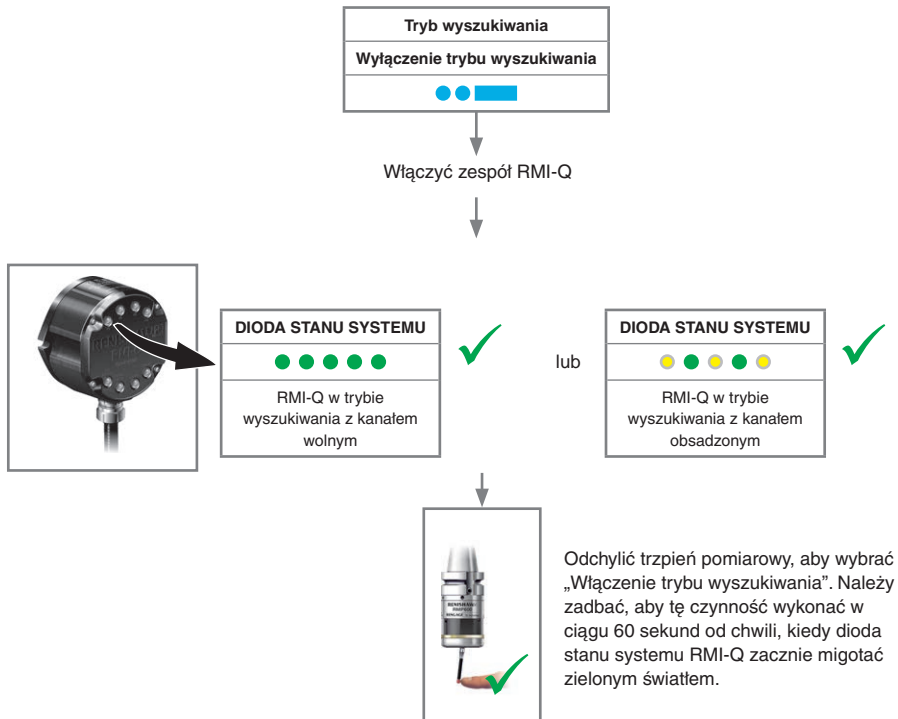 Tryb wyszukiwania
Wyłączenie trybu wyszukiwania
Włączyć zespół RMI-Q
DIODA STANU SYSTEMU
RMI-Q w trybie
wyszukiwania z kanałem
wolnym
lub
DIODA STANU SYSTEMU
RMI-Q w trybie
wyszukiwania z kanałem
obsadzonym
Odchylić trzpień pomiarowy, aby wybrać
„Włączenie trybu wyszukiwania”. Należy
zadbać, aby tę czynność wykonać w
ciągu 60 sekund od chwili, kiedy dioda
stanu systemu RMI-Q zacznie migotać
zielonym światłem.